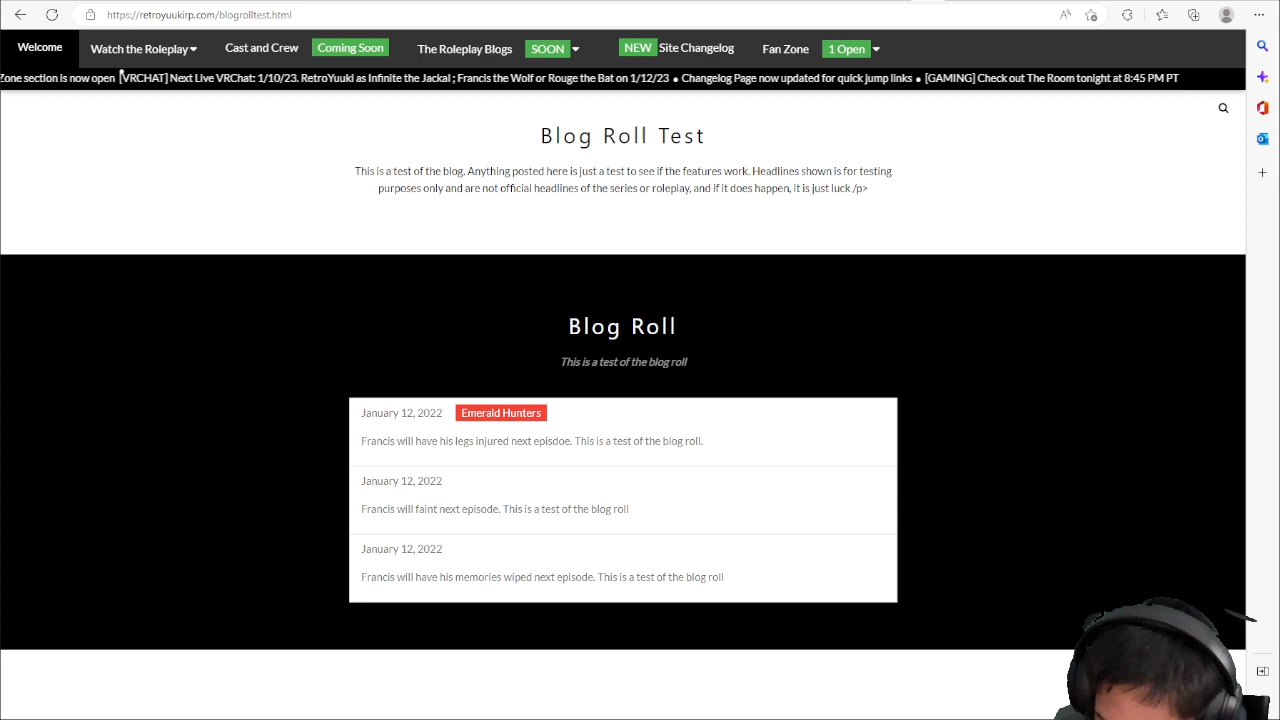 https://retroyuukirp.com/blogrolltest.html
Welcome Watch the Roleplay Cast and Crew Coming Soon The Roleplay Blogs SOON NEW Site Changelog Fan Zone 1 Open
Zone section is now open [VRCHAT] Next Live VRChat: 1/10/23. RetroYuuki as Infinite the Jackal ; Francis the Wolf or Rouge the Bat on 1/12/23 ● Changelog Page now updated for quick jump links ● [GAMING] Check out The Room tonight at 8:45 PM PT
Blog Roll Test
This is a test of the blog. Anything posted here is just a test to see if the features work. Headlines shown is for testing
purposes only and are not official headlines of the series or roleplay, and if it does happen, it is just luck /p>
Blog Roll
This is a test of the blog roll
January 12, 2022 Emerald Hunters
Francis will have his legs injured next episdoe. This is a test of the blog roll.
January 12, 2022
Francis will faint next episode. This is a test of the blog roll
January 12, 2022
Francis will have his memories wiped next episode. This is a test of the blog roll